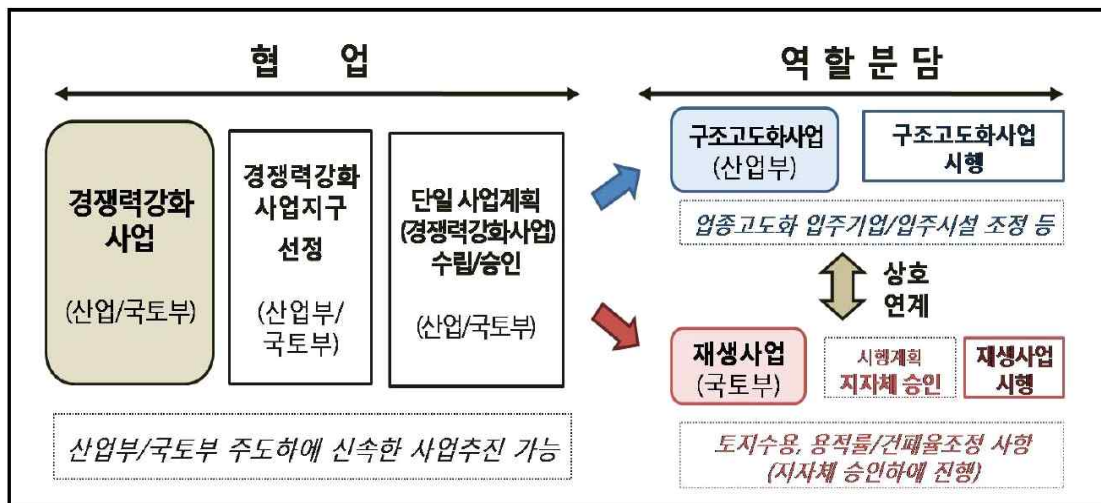 협 업
경쟁력강화
사업
(산업/국토부)
경쟁력강화
사업지구
선정
(산업부/
국토부)
단일 사업계획
(경쟁력강화사업)
수립/승인
(산업/국토부)
산업부/국토부 주도하에 신속한 사업추진 가능
역할분담
구조고도화사업
(산업부)
구조고도화사업
시행
업종고도화 입주기업/입주시설 조정 등
상호
연계
재생사업
(국토부)
시행계획
지자체 승인
재생사업
시행
토지수용, 용적률/건폐율조정 사항
(지자체 승인하에 진행)